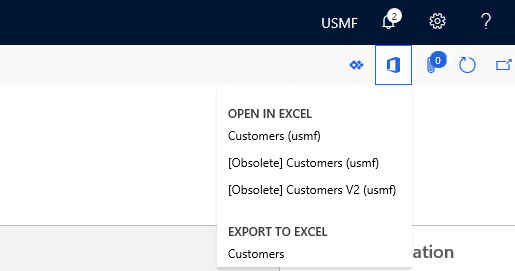 USMF 2 ?
0
OPEN IN EXCEL
Customers (usmf)
[Obsolete] Customers (usmf)
[Obsolete] Customers V2 (usmf)
EXPORT TO EXCEL
Customers
ation